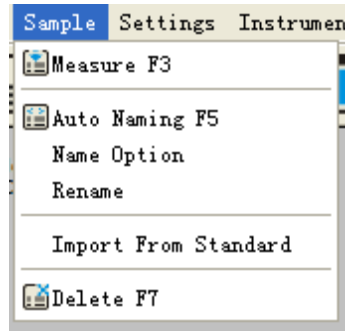 Sample Settings Instrumen
Measure F3
Auto Naming F5
Name Option
Rename
Import From Standard
Delete F7